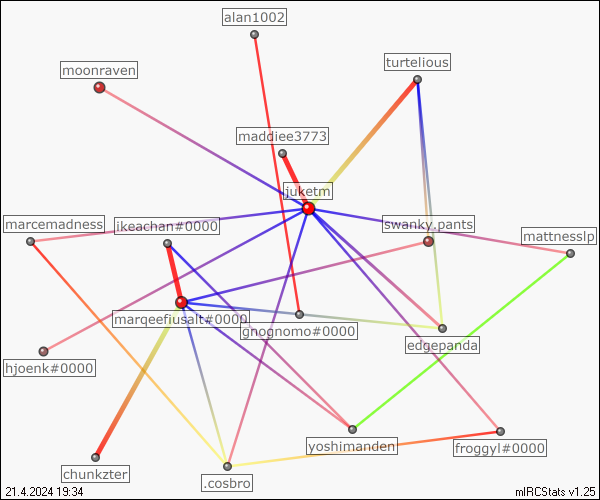 alan1002
turtelious
moonraven
maddiee3773
juketm
marcemadness
ikeachan#0000
swanky.pants
mattnesslp
marqeefiusalt#0000
ghognomo#0000
edgepanda
hjoenk#0000
yoshimanden
froggyl#0000
chunkzter
.cosbro
21.4.2024 19:34
mIRCStats v1.25